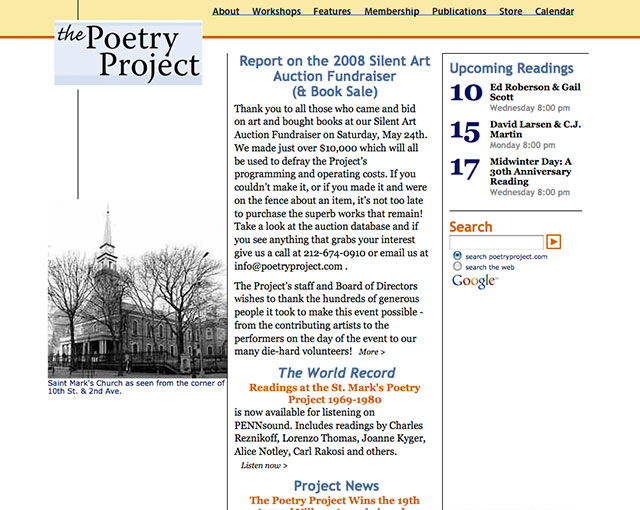 About Workshops Features Membership Publications Store Calendar
the Poetry
Project
Report on the 2008 Silent Art
Auction Fundraiser
(& Book Sale)
Thank you to all those who came and bid
on art and bought books at our Silent Art
Auction Fundraiser on Saturday, May 24th.
We made just over $10,000 which will all
be used to defray the Project's
programming and operating costs. If you
couldn't make it, or if you made it and were
on the fence about an item, it's not too late
to purchase the superb works that remain!
Take a look at the auction database and if
you see anything that grabs your interest
give us a call at 212-674-0910 or email us at
info@poetryproject.com .
The Project's staff and Board of Directors
wishes to thank the hundreds of generous
people it took to make this event possible -
from the contributing artists to the
performers on the day of the event to our
many die-hard volunteers! More >
The World Record
Readings at the St. Mark's Poetry
Project 1969-1980
is now available for listening on
PENNsound. Includes readings by Charles
Reznikoff, Lorenzo Thomas, Joanne Kyger,
Alice Notley, Carl Rakosi and others.
Listen now >
Project News
The Poetry Project Wins the 19th
Saint Mark's Church as seen from the corner of
10th St. & 2nd Ave.
Upcoming Readings
10 Ed Roberson & Gail
Scott
Wednesday 8:00 pm
15 David Larsen & C.J.
Martin
Monday 8:00 pm
17 Midwinter Day: A
30th Anniversary
Reading
Wednesday 8:00 pm
Search
search poetryproject.com
search the web
Google™